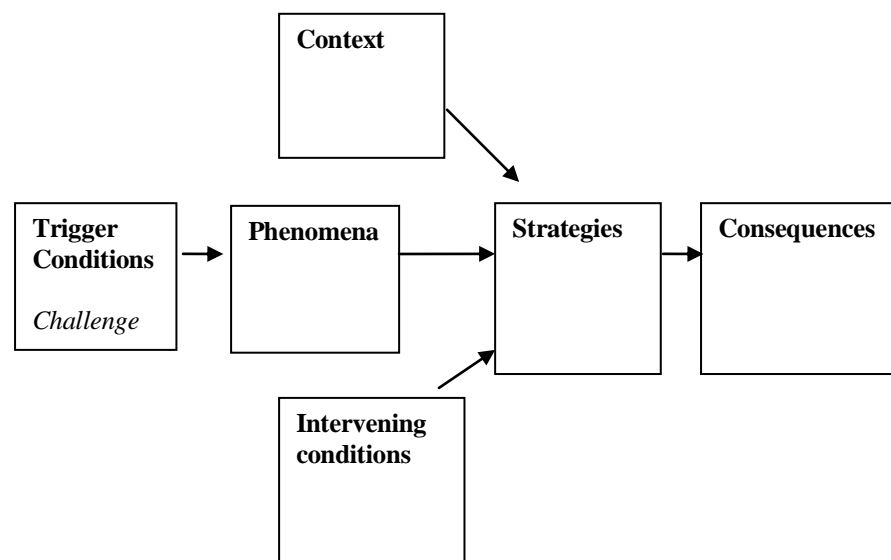 Context
Trigger
Conditions
Challenge
Phenomena
Strategies
Consequences
Intervening
conditions